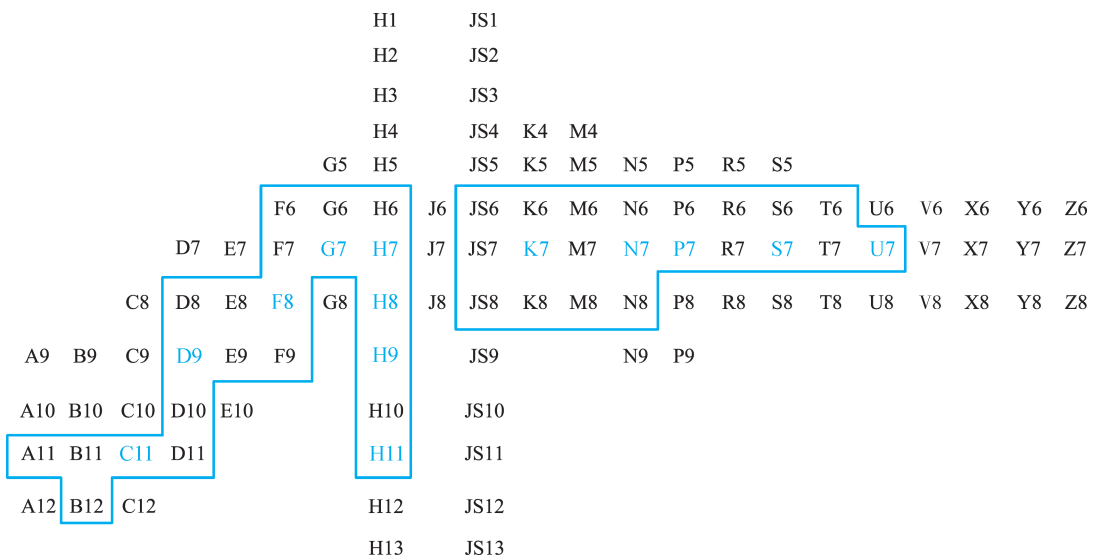 H1 JS1
H2 JS2
H3 JS3
H4 JS4 K4 M4
G5 H5 JS5 K5 M5 N5 P5 R5 S5
F6 G6 H6 J6 JS6 K6 M6 N6 P6 R6 S6 T6 U6 V6 X6 Y6 Z6
D7 E7 F7 G7 H7 J7 JS7 K7 M7 N7 P7 R7 S7 T7 U7 V7 X7 Y7 Z7
C8 D8 E8 F8 G8 H8 J8 JS8 K8 M8 N8 P8 R8 S8 T8 U8 V8 X8 Y8 Z8
A9 B9 C9 D9 E9 F9 H9 JS9 N9 P9
A10 B10 C10 D10 E10 H10 JS10
A11 B11 C11 D11 H11 JS11
A12 B12 C12 H12 JS12
H13 JS13